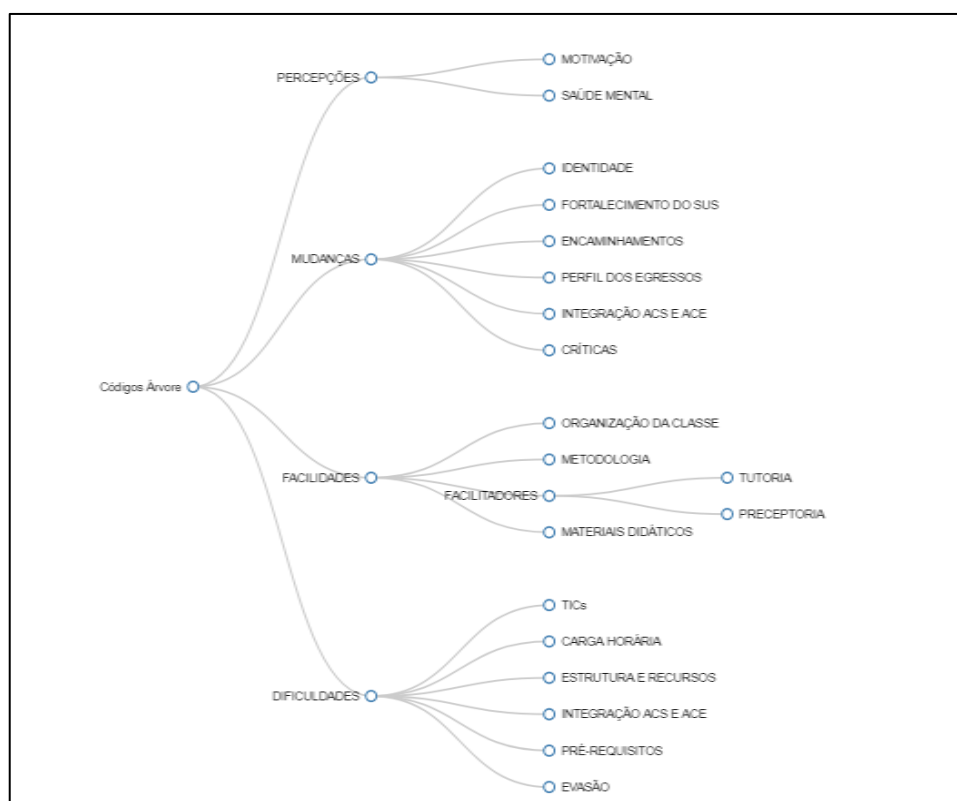 Códigos Àrvore
PERCEPÇÕES
MOTIVAÇÃO
SAÚDE MENTAL
MUDANÇAS
IDENTIDADE
FORTALECIMENTO DO SUS
ENCAMINHAMENTOS
PERFIL DOS EGRESSOS
INTEGRAÇÃO ACS E ACE
CRÍTICAS
FACILIDADES
ORGANIZAÇÃO DA CLASSE
METODOLOGIA
FACILITADORES
TUTORIA
PRECEPTORIA
MATERIAIS DIDÁTICOS
DIFICULDADES
TICs
CARGA HORÁRIA
ESTRUTURA E RECURSOS
INTEGRAÇÃO ACS E ACE
PRÉ-REQUISITOS
EVASÃO